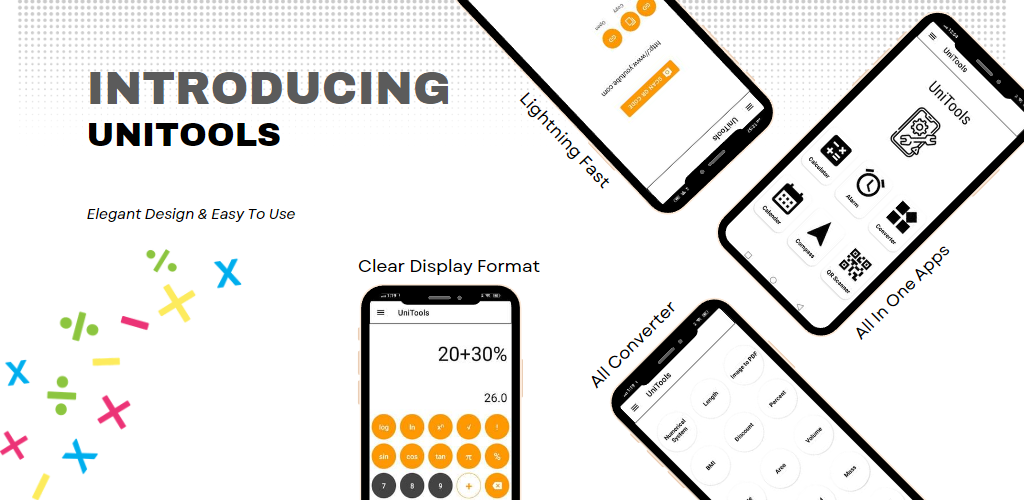 INTRODUCING
UNITOOLS
Elegant Design & Easy To Use
Lightning Fast
Open
Copy
GO
http://www.youtube.com
SCAN QR CODE
UniTools
UniTools
UniTools
Calculator
Alarm
Converter
Calendar
Compass
QR Scanner
All In One Apps
Clear Display Format
UniTools
20+30%
26.0
log ln xⁿ √ !
sin cos tan π %
7 8 9 +
All Converter
UniTools
Image to PDF
Length
Percent
Numerical System
Discount
Volume
BMI
Area
Mass